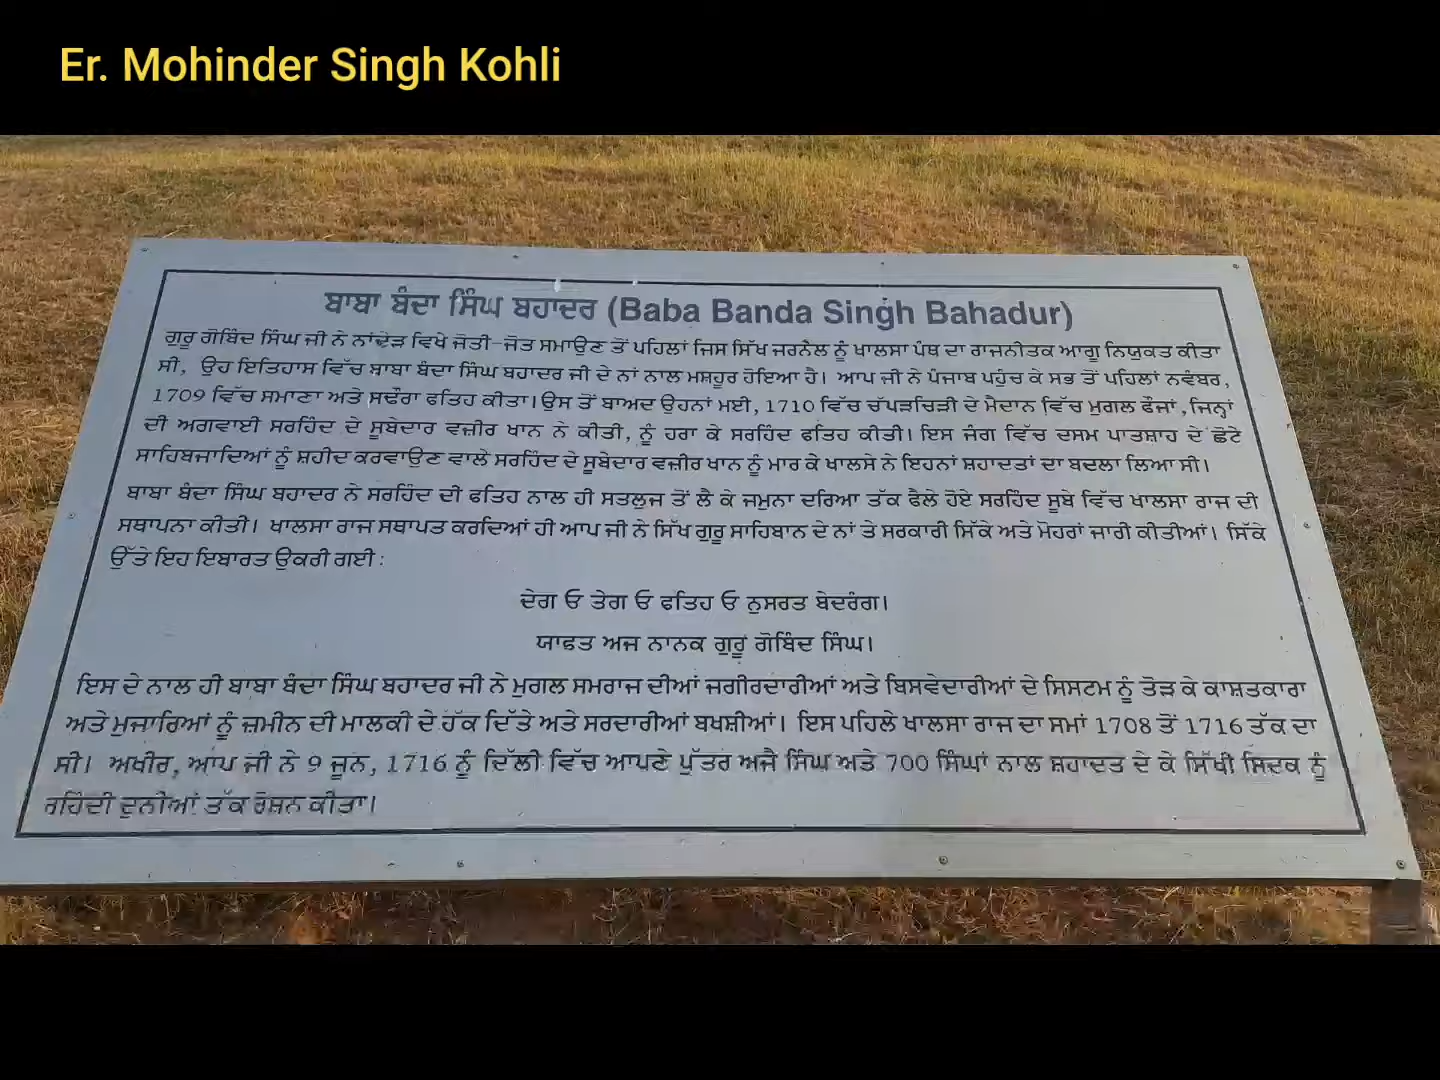 Er. Mohinder Singh Kohli
ਬਾਬਾ ਬੰਦਾ ਸਿੰਘ ਬਹਾਦਰ (Baba Banda Singh Bahadur)
ਗੁਰੂ ਗੋਬਿੰਦ ਸਿੰਘ ਜੀ ਨੇ ਨਾਂਦੇੜ ਵਿਖੇ ਜੋਤੀ-ਜੋਤ ਸਮਾਉਣ ਤੋਂ ਪਹਿਲਾਂ ਜਿਸ ਸਿੱਖ ਜਰਨੈਲ ਨੂੰ ਖਾਲਸਾ ਪੰਥ ਦਾ ਰਾਜਨੀਤਕ ਆਗੂ ਨਿਯੁਕਤ ਕੀਤਾ
ਸੀ, ਉਹ ਇਤਿਹਾਸ ਵਿੱਚ ਬਾਬਾ ਬੰਦਾ ਸਿੰਘ ਬਹਾਦਰ ਜੀ ਦੇ ਨਾਂ ਨਾਲ ਮਸ਼ਹੂਰ ਹੋਇਆ ਹੈ। ਆਪ ਜੀ ਨੇ ਪੰਜਾਬ ਪਹੁੰਚ ਕੇ ਸਭ ਤੋਂ ਪਹਿਲਾਂ ਨਵੰਬਰ,
1709 ਵਿੱਚ ਸਮਾਣਾ ਅਤੇ ਸਢੌਰਾ ਫਤਿਹ ਕੀਤਾ। ਉਸ ਤੋਂ ਬਾਅਦ ਉਹਨਾਂ ਮਈ, 1710 ਵਿੱਚ ਚੱਪੜਚਿੜੀ ਦੇ ਮੈਦਾਨ ਵਿੱਚ ਮੁਗਲ ਫੌਜਾਂ ,ਜਿਨ੍ਹਾਂ
ਦੀ ਅਗਵਾਈ ਸਰਹਿੰਦ ਦੇ ਸੂਬੇਦਾਰ ਵਜ਼ੀਰ ਖਾਨ ਨੇ ਕੀਤੀ, ਨੂੰ ਹਰਾ ਕੇ ਸਰਹਿੰਦ ਫਤਿਹ ਕੀਤੀ। ਇਸ ਜੰਗ ਵਿੱਚ ਦਸਮ ਪਾਤਸ਼ਾਹ ਦੇ ਛੋਟੇ
ਸਾਹਿਬਜਾਦਿਆਂ ਨੂੰ ਸ਼ਹੀਦ ਕਰਵਾਉਣ ਵਾਲੇ ਸਰਹਿੰਦ ਦੇ ਸੂਬੇਦਾਰ ਵਜ਼ੀਰ ਖਾਨ ਨੂੰ ਮਾਰ ਕੇ ਖਾਲਸੇ ਨੇ ਇਹਨਾਂ ਸ਼ਹਾਦਤਾਂ ਦਾ ਬਦਲਾ ਲਿਆ ਸੀ।
ਬਾਬਾ ਬੰਦਾ ਸਿੰਘ ਬਹਾਦਰ ਨੇ ਸਰਹਿੰਦ ਦੀ ਫਤਿਹ ਨਾਲ ਹੀ ਸਤਲੁਜ ਤੋਂ ਲੈ ਕੇ ਜਮੁਨਾ ਦਰਿਆ ਤੱਕ ਫੈਲੇ ਹੋਏ ਸਰਹਿੰਦ ਸੂਬੇ ਵਿੱਚ ਖਾਲਸਾ ਰਾਜ ਦੀ
ਸਥਾਪਨਾ ਕੀਤੀ। ਖਾਲਸਾ ਰਾਜ ਸਥਾਪਤ ਕਰਦਿਆਂ ਹੀ ਆਪ ਜੀ ਨੇ ਸਿੱਖ ਗੁਰੂ ਸਾਹਿਬਾਨ ਦੇ ਨਾਂ ਤੇ ਸਰਕਾਰੀ ਸਿੱਕੇ ਅਤੇ ਮੋਹਰਾਂ ਜਾਰੀ ਕੀਤੀਆਂ। ਸਿੱਕੇ
ਉੱਤੇ ਇਹ ਇਬਾਰਤ ਉਕਰੀ ਗਈ :
ਦੇਗ ਓ ਤੇਗ ਓ ਫਤਿਹ ਓ ਨੁਸਰਤ ਬੇਦਰੰਗ।
ਯਾਫਤ ਅਜ ਨਾਨਕ ਗੁਰੂ ਗੋਬਿੰਦ ਸਿੰਘ।
ਇਸ ਦੇ ਨਾਲ ਹੀ ਬਾਬਾ ਬੰਦਾ ਸਿੰਘ ਬਹਾਦਰ ਜੀ ਨੇ ਮੁਗਲ ਸਮਰਾਜ ਦੀਆਂ ਜਗੀਰਦਾਰੀਆਂ ਅਤੇ ਬਿਸਵੇਦਾਰੀਆਂ ਦੇ ਸਿਸਟਮ ਨੂੰ ਤੋੜ ਕੇ ਕਾਸ਼ਤਕਾਰਾ
ਅਤੇ ਮੁਜਾਰਿਆਂ ਨੂੰ ਜ਼ਮੀਨ ਦੀ ਮਾਲਕੀ ਦੇ ਹੱਕ ਦਿੱਤੇ ਅਤੇ ਸਰਦਾਰੀਆਂ ਬਖਸ਼ੀਆਂ। ਇਸ ਪਹਿਲੇ ਖਾਲਸਾ ਰਾਜ ਦਾ ਸਮਾਂ 1708 ਤੋਂ 1716 ਤੱਕ ਦਾ
ਸੀ। ਅਖੀਰ, ਆਪ ਜੀ ਨੇ 9 ਜੂਨ, 1716 ਨੂੰ ਦਿੱਲੀ ਵਿੱਚ ਆਪਣੇ ਪੁੱਤਰ ਅਜੈ ਸਿੰਘ ਅਤੇ 700 ਸਿੰਘਾਂ ਨਾਲ ਸ਼ਹਾਦਤ ਦੇ ਕੇ ਸਿੱਖੀ ਸਿਦਕ ਨੂੰ
ਰਹਿੰਦੀ ਦੁਨੀਆਂ ਤੱਕ ਰੋਸ਼ਨ ਕੀਤਾ।